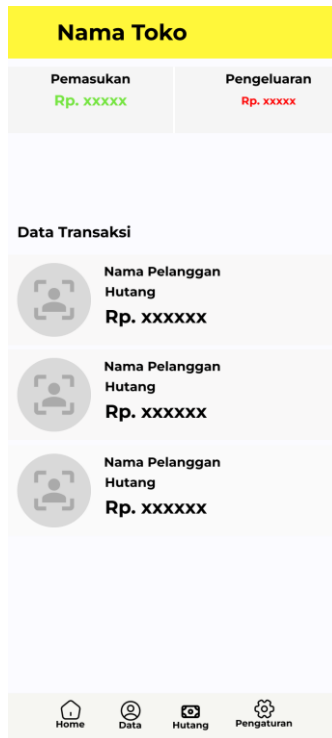 Nama Toko
Pemasukan Pengeluaran
Rp. xxxxx Rp. xxxxx
Data Transaksi
Nama Pelanggan
Hutang
Rp. xxxxxx
Nama Pelanggan
Hutang
Rp. xxxxxx
Nama Pelanggan
Hutang
Rp. xxxxxx
Home Data Hutang Pengaturan